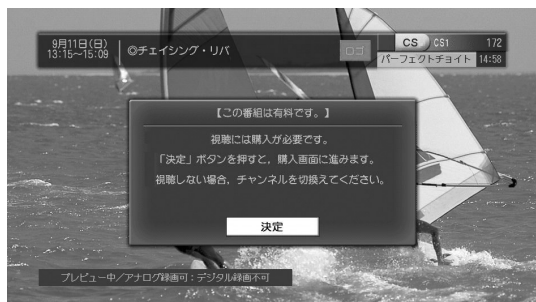 9月11日(日)
13:15～15:09
◎チェイシング・リバ
ロゴ
CS CS1 172
パーフェクトチョイト 14:58
【この番組は有料です。】
視聴には購入が必要です。
「決定」ボタンを押すと，購入画面に進みます。
視聴しない場合，チャンネルを切換えてください。
決定
プレビュー中／アナログ録画可：デジタル録画不可